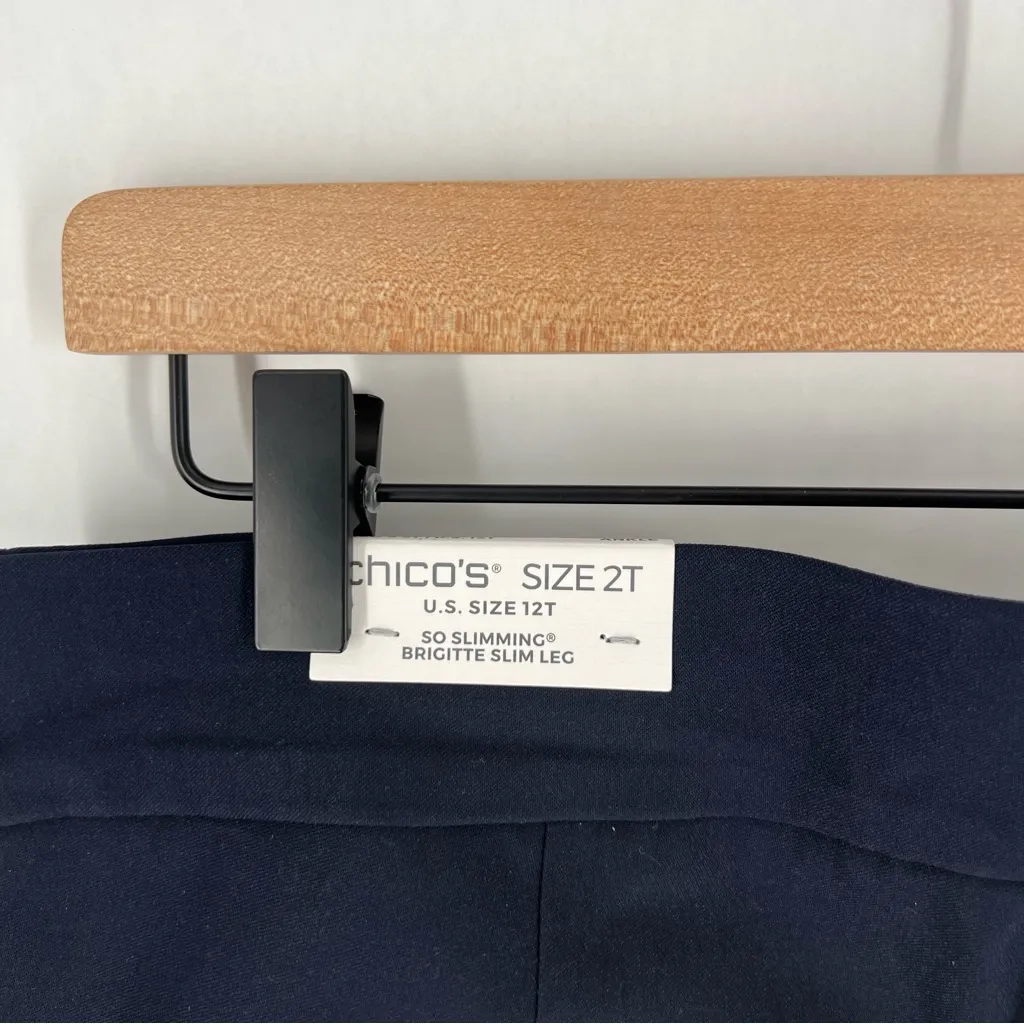 chico's® SIZE 2T
U.S. SIZE 12T
SO SLIMMING®
BRIGITTE SLIM LEG